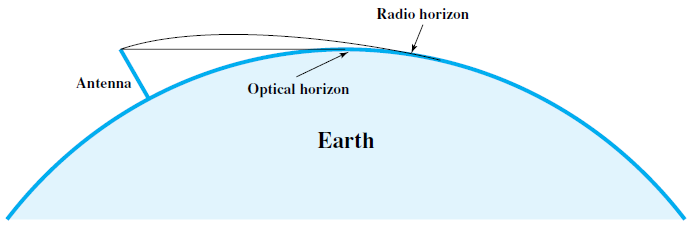 Radio horizon
Antenna
Optical horizon
Earth